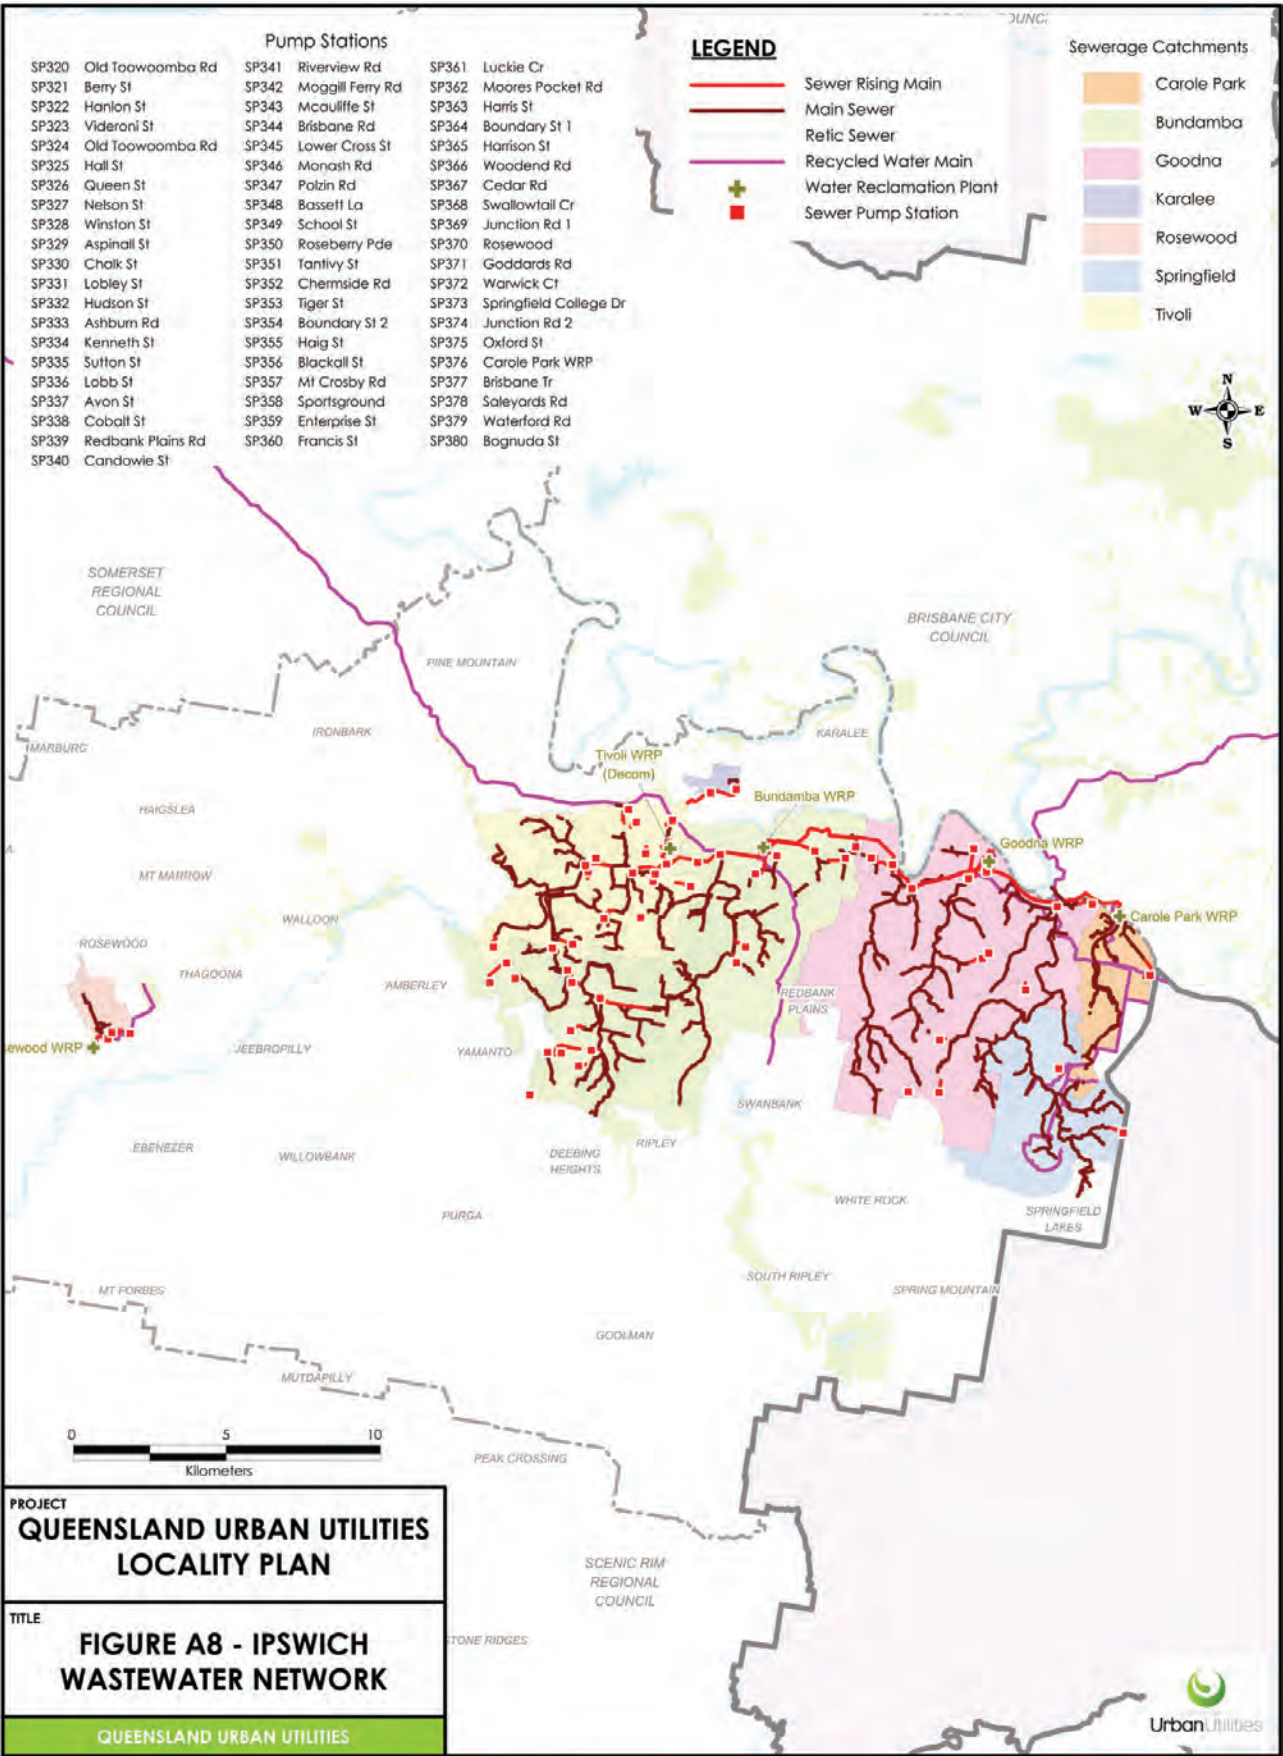 Pump Stations
SP320 Old Toowoomba Rd
SP321 Berry St
SP322 Hanlon St
SP323 Videroni St
SP324 Old Toowoomba Rd
SP325 Hall St
SP326 Queen St
SP327 Nelson St
SP328 Winston St
SP329 Aspinall St
SP330 Chalk St
SP331 Lobley St
SP332 Hudson St
SP333 Ashburn Rd
SP334 Kenneth St
SP335 Sutton St
SP336 Lobb St
SP337 Avon St
SP338 Cobalt St
SP339 Redbank Plains Rd
SP340 Candowie St
SP341 Riverview Rd
SP342 Moggill Ferry Rd
SP343 Mcauliffe St
SP344 Brisbane Rd
SP345 Lower Cross St
SP346 Monash Rd
SP347 Polzin Rd
SP348 Bassett La
SP349 School St
SP350 Roseberry Pde
SP351 Tantivy St
SP352 Chermside Rd
SP353 Tiger St
SP354 Boundary St 2
SP355 Haig St
SP356 Blackall St
SP357 Mt Crosby Rd
SP358 Sportsground
SP359 Enterprise St
SP360 Francis St
SP361 Luckie Cr
SP362 Moores Pocket Rd
SP363 Harris St
SP364 Boundary St 1
SP365 Harrison St
SP366 Woodend Rd
SP367 Cedar Rd
SP368 Swallowtail Cr
SP369 Junction Rd 1
SP370 Rosewood
SP371 Goddards Rd
SP372 Warwick Ct
SP373 Springfield College Dr
SP374 Junction Rd 2
SP375 Oxford St
SP376 Carole Park WRP
SP377 Brisbane Tr
SP378 Saleyards Rd
SP379 Waterford Rd
SP380 Bognuda St
LEGEND
Sewer Rising Main
Main Sewer
Retic Sewer
Recycled Water Main
Water Reclamation Plant
Sewer Pump Station
Sewerage Catchments
Carole Park
Bundamba
Goodna
Karalee
Rosewood
Springfield
Tivoli
N
W E
S
SOMERSET
REGIONAL
COUNCIL
BRISBANE CITY
COUNCIL
PINE MOUNTAIN
IRONBARK
KARALEE
MARBURG
Tivoli WRP
(Decom)
Bundamba WRP
HAIGSLEA
Goodna WRP
MT MARROW
WALLOON
Carole Park WRP
ROSEWOOD
THAGOONA
AMBERLEY
REDBANK
PLAINS
sewood WRP
JEEBROPILLY
YAMANTO
SWANBANK
EBENEZER
WILLOWBANK
DEEBING
HEIGHTS
RIPLEY
WHITE ROCK
PURGA
SPRINGFIELD
LAKES
SOUTH RIPLEY
SPRING MOUNTAIN
MT FORBES
GOOLMAN
MUTDAPILLY
0 5 10
Kilometers
PEAK CROSSING
PROJECT
QUEENSLAND URBAN UTILITIES
LOCALITY PLAN
SCENIC RIM
REGIONAL
COUNCIL
TITLE
FIGURE A8 - IPSWICH
WASTEWATER NETWORK
TONE RIDGES
QUEENSLAND URBAN UTILITIES
UrbanUtilities